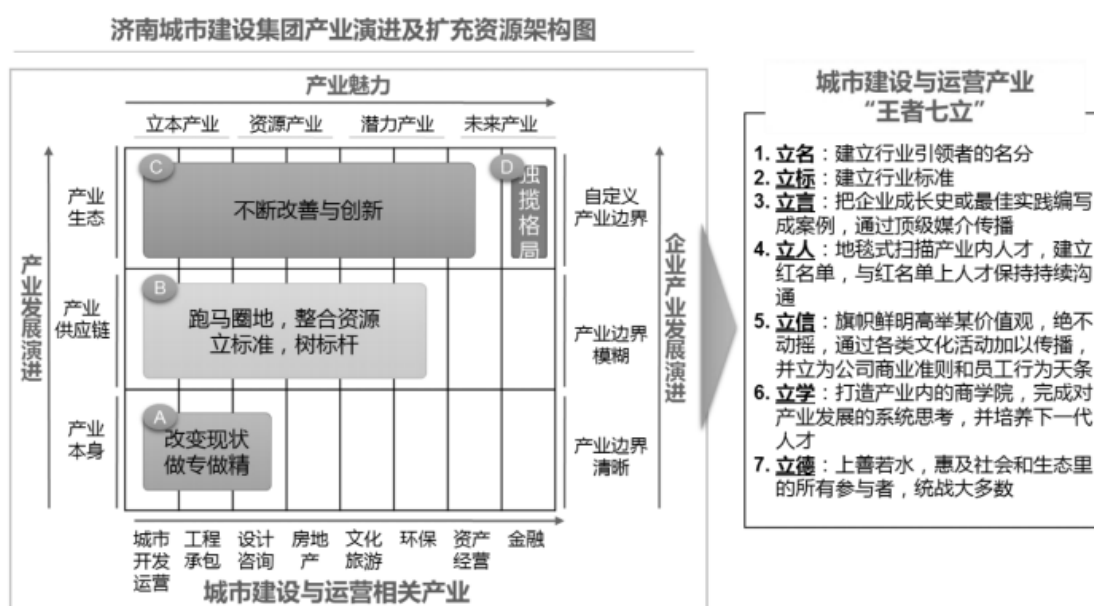 济南城市建设集团产业演进及扩充资源架构图
产业魅力
立本产业 资源产业 潜力产业 未来产业
产业发展演进
产业
生态
C
不断改善与创新
D
独
揽
格
局
自定义
产业边界
产业
供应链
B
跑马圈地，整合资源
立标准，树标杆
产业边界
模糊
产业
本身
A
改变现状
做专做精
产业边界
清晰
企业产业发展演进
城市 工程 设计 房地 文化 环保 资产 金融
开发 承包 咨询 产 旅游 经营
运营
城市建设与运营相关产业
城市建设与运营产业
“王者七立”
1. 立名：建立行业引领者的名分
2. 立标：建立行业标准
3. 立言：把企业成长史或最佳实践编写
成案例，通过顶级媒介传播
4. 立人：地毯式扫描产业内人才，建立
红名单，与红名单上人才保持持续沟
通
5. 立信：旗帜鲜明高举某价值观，绝不
动摇，通过各类文化活动加以传播，
并立为公司商业准则和员工行为天条
6. 立学：打造产业内的商学院，完成对
产业发展的系统思考，并培养下一代
人才
7. 立德：上善若水，惠及社会和生态里
的所有参与者，统战大多数